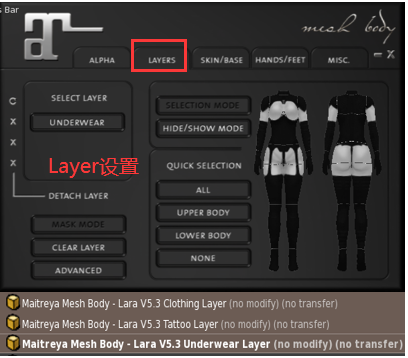 s Bar
mesh body
ALPHA LAYERS SKIN/BASE HANDS/FEET MISC. – X
SELECT LAYER
UNDERWEAR
C
X
X
X
Layer设置
DETACH LAYER
MASK MODE
CLEAR LAYER
ADVANCED
SELECTION MODE
HIDE/SHOW MODE
QUICK SELECTION
ALL
UPPER BODY
LOWER BODY
NONE
Maitreya Mesh Body - Lara V5.3 Clothing Layer (no modify) (no transfer)
Maitreya Mesh Body - Lara V5.3 Tattoo Layer (no modify) (no transfer)
Maitreya Mesh Body - Lara V5.3 Underwear Layer (no modify) (no transfer)